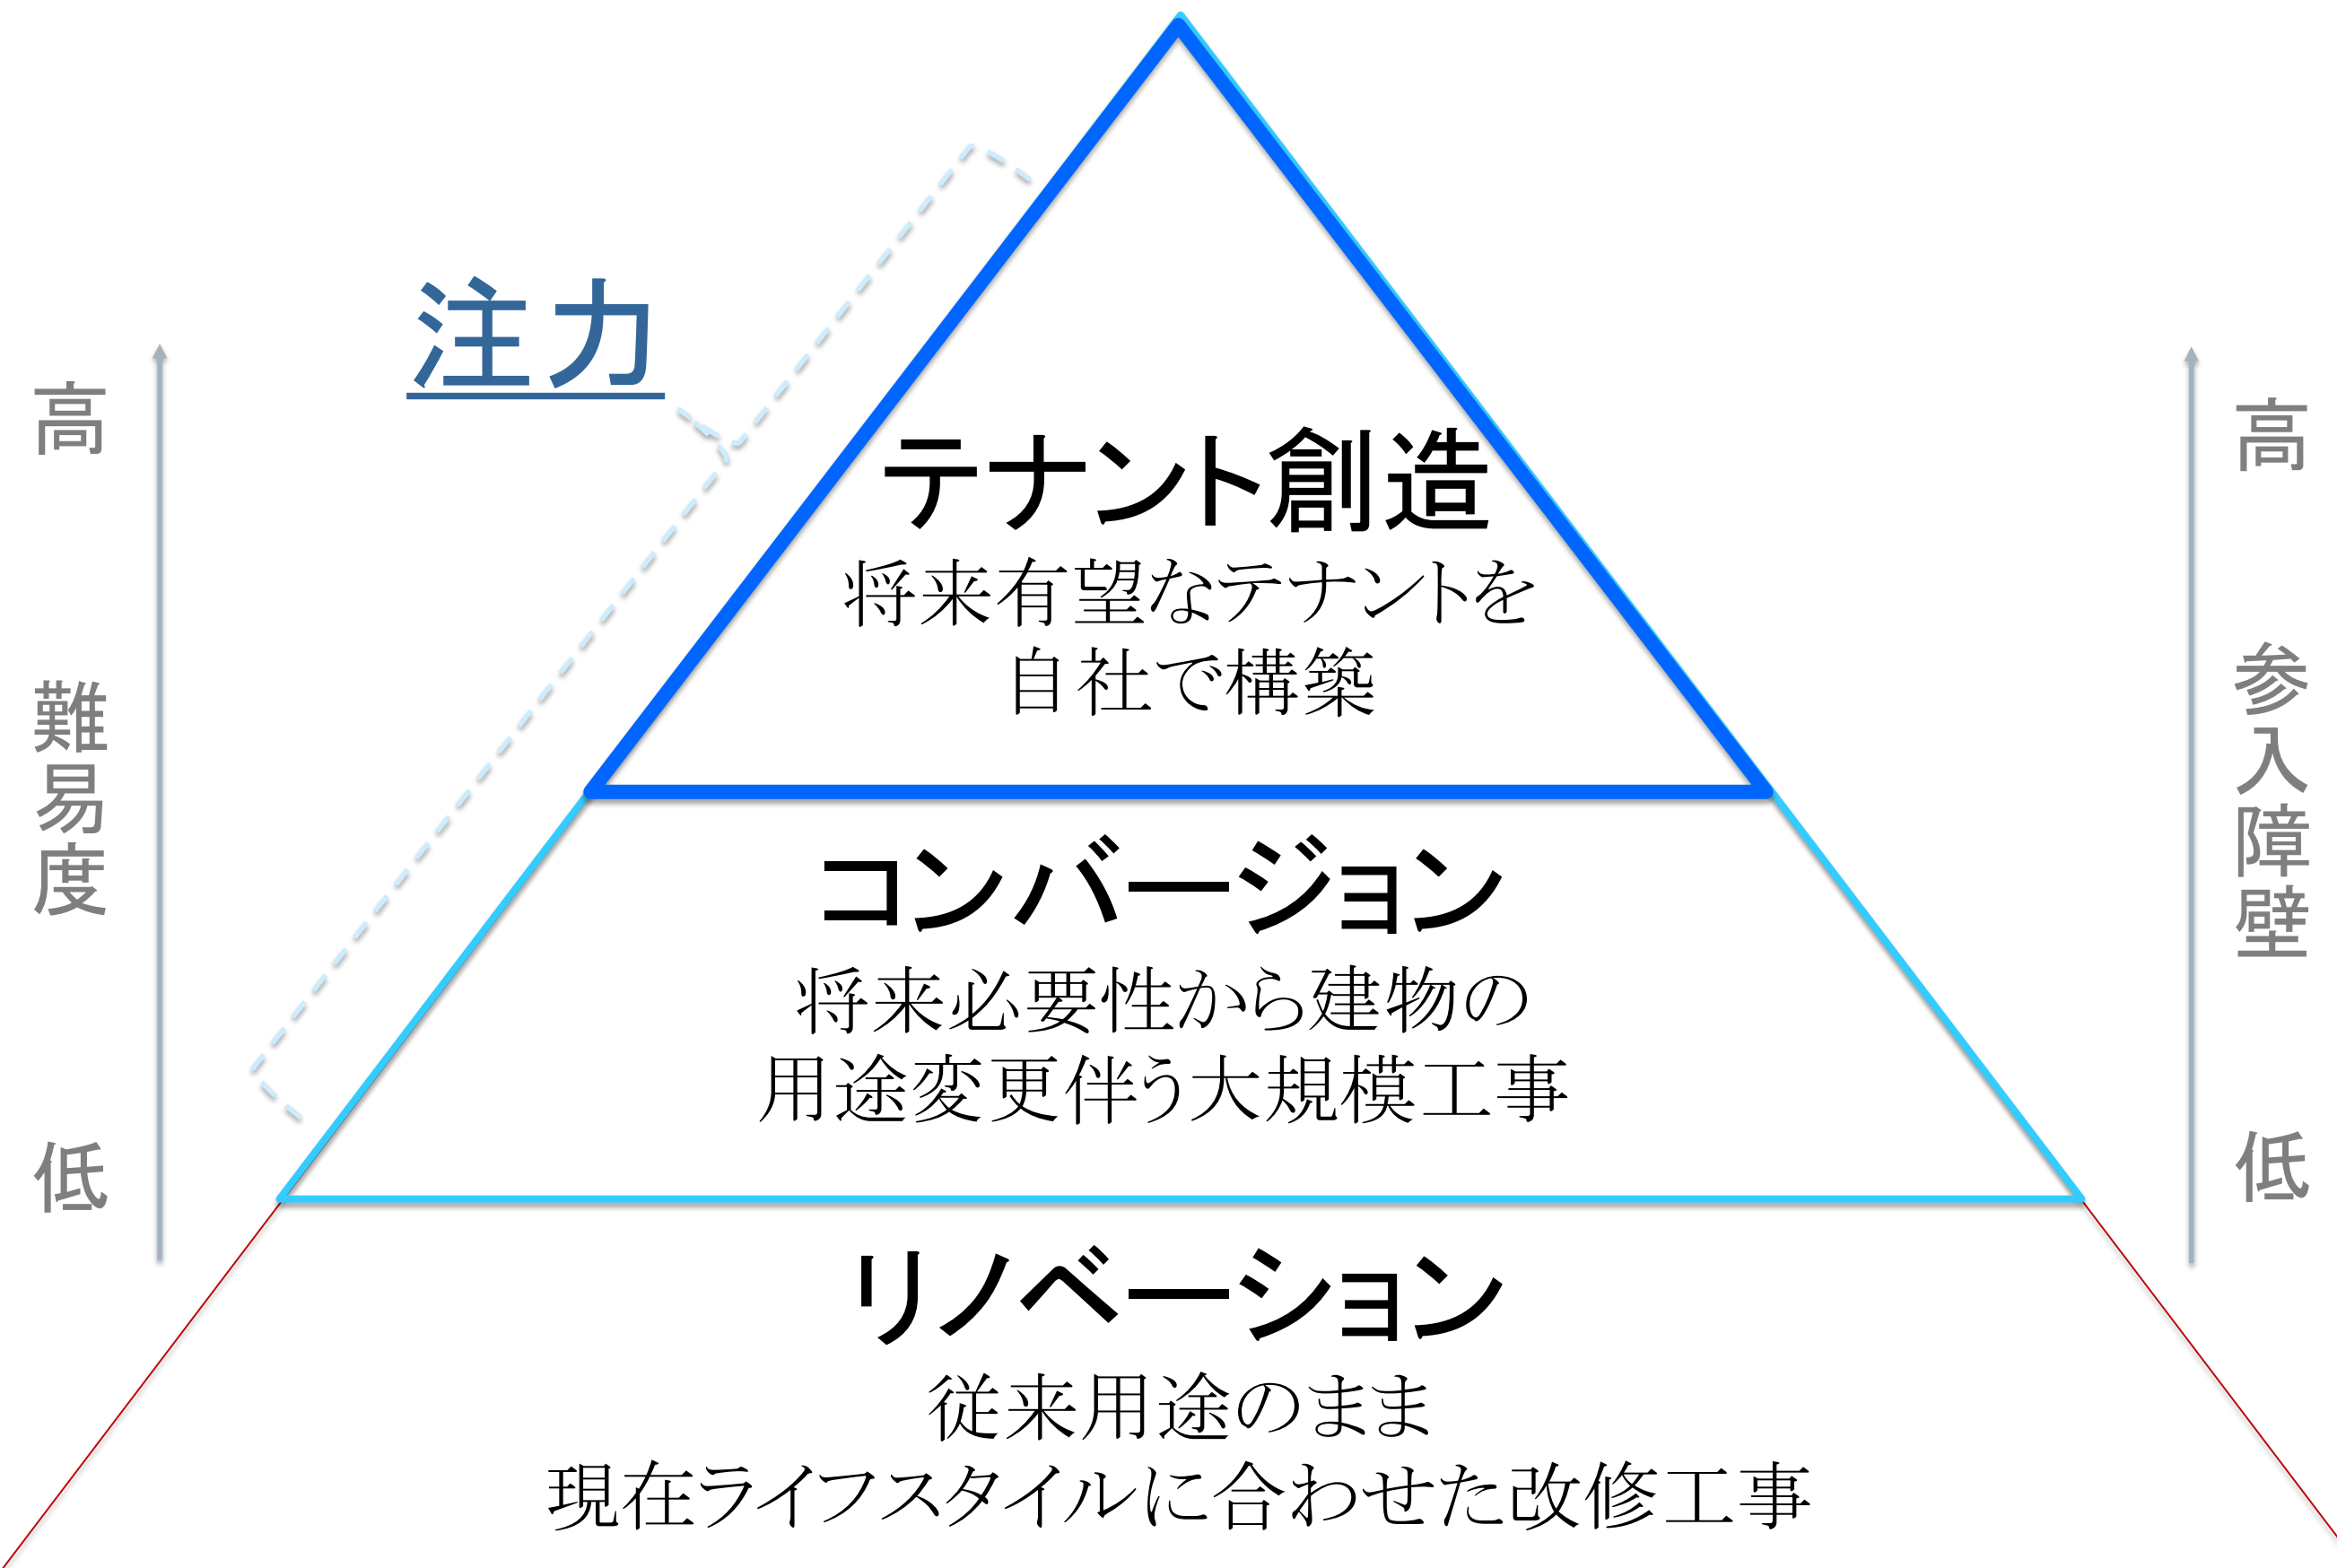 注力
高
難易度
低
テナント創造
将来有望なテナントを
自社で構築
コンバージョン
将来必要性から建物の
用途変更伴う大規模工事
リノベーション
従来用途のまま
現在ライフスタイルに合わせた改修工事
高
参入障壁
低